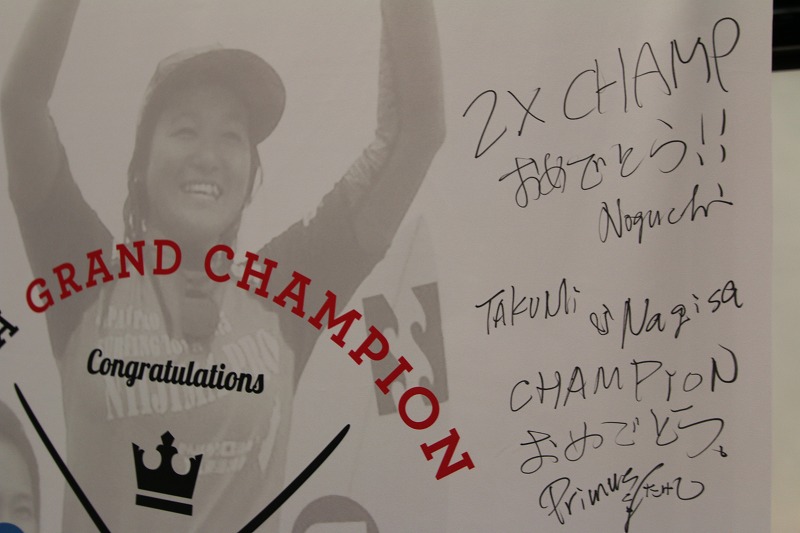 GRAND CHAMPION
Congratulations
2X CHAMP
おめでとう!!
Noguchi
TAKUMi & Nagisa
CHAMPiON
おめでとう。
Primus